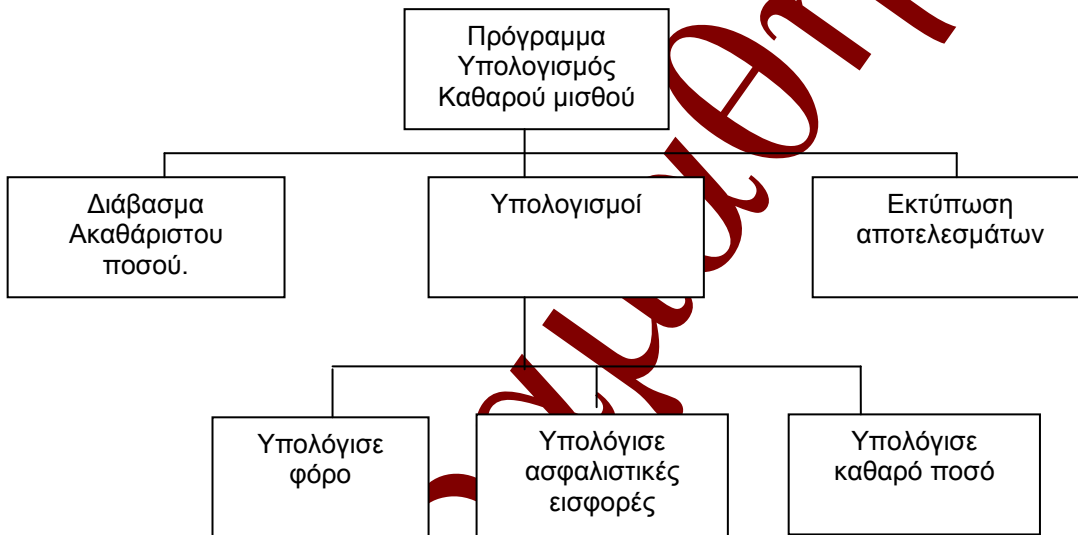 Πρόγραμμα
Υπολογισμός
Καθαρού μισθού
Διάβασμα
Ακαθάριστου
ποσού.
Υπολογισμοί
Εκτύπωση
αποτελεσμάτων
Υπολόγισε
φόρο
Υπολόγισε
ασφαλιστικές
εισφορές
Υπολόγισε
καθαρό ποσό